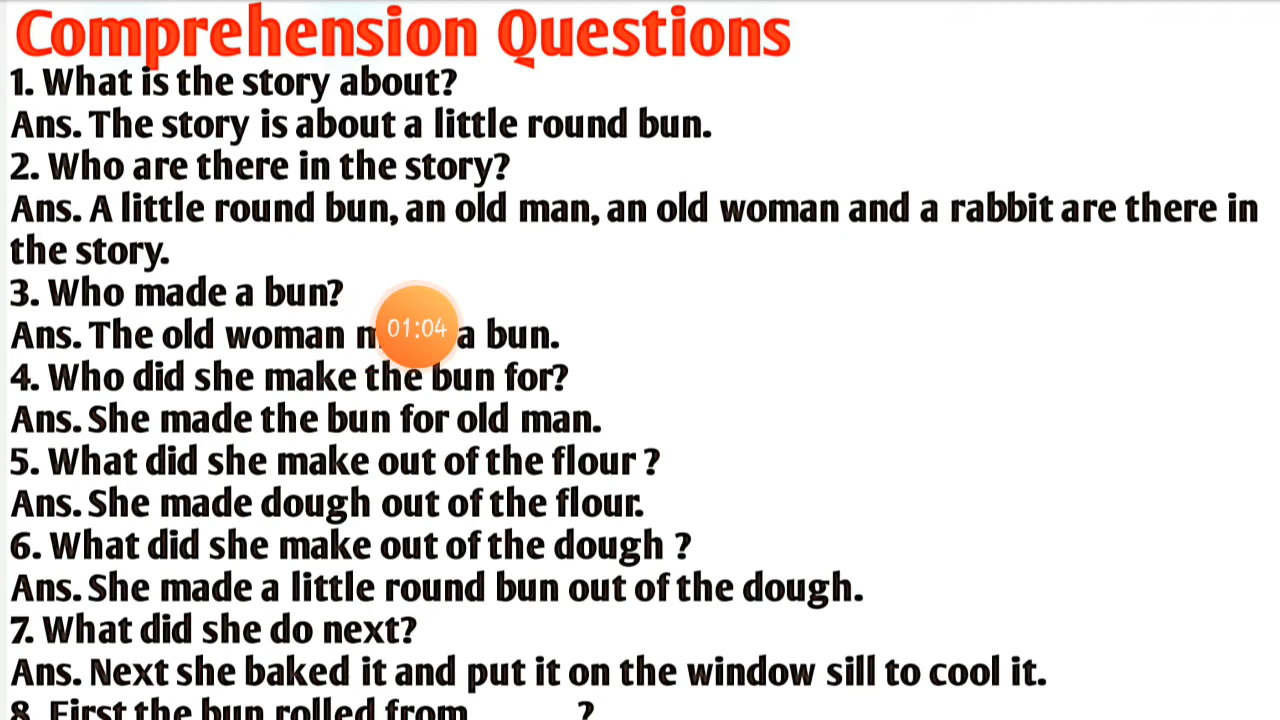 Comprehension Questions
1. What is the story about?
Ans. The story is about a little round bun.
2. Who are there in the story?
Ans. A little round bun, an old man, an old woman and a rabbit are there in
the story.
3. Who made a bun?
Ans. The old woman a bun.
01:04
4. Who did she make the bun for?
Ans. She made the bun for old man.
5. What did she make out of the flour ?
Ans. She made dough out of the flour.
6. What did she make out of the dough ?
Ans. She made a little round bun out of the dough.
7. What did she do next?
Ans. Next she baked it and put it on the window sill to cool it.
8. First the bun rolled from ?